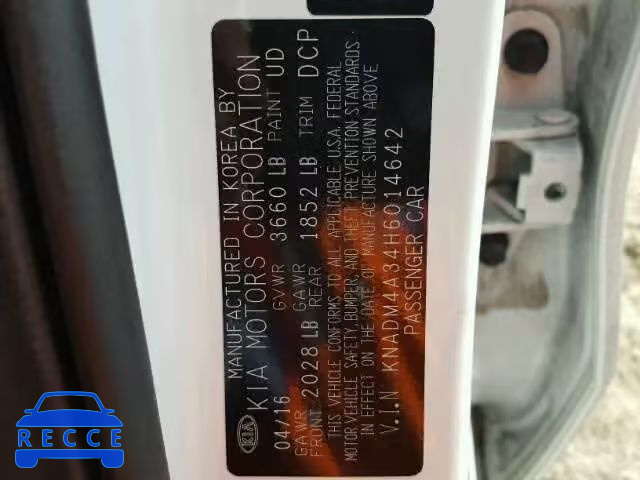 MANUFACTURED IN KOREA BY
KIA MOTORS CORPORATION
04/16 GVWR 3660 LB PAINT UD
GAWR FRONT 2028 LB GAWR REAR 1852 LB TRIM DCP
THIS VEHICLE CONFORMS TO ALL APPLICABLE U.S.A. FEDERAL
MOTOR VEHICLE SAFETY, BUMPER, AND THEFT PREVENTION STANDARDS
IN EFFECT ON THE DATE OF MANUFACTURE SHOWN ABOVE.
V.I.N KNADM4A34H6014642
PASSENGER CAR
KIA
RECCE